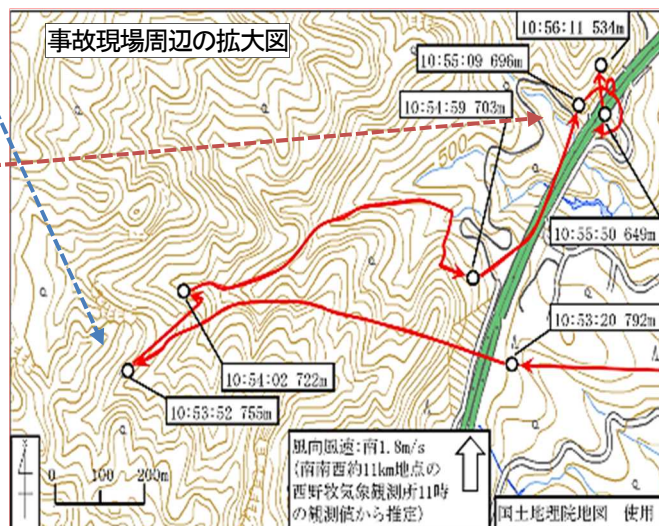 事故現場周辺の拡大図
10:56:11 534m
10:55:09 696m
10:54:59 703m
500
10:55:50 649m
10:53:20 792m
10:54:02 722m
10:53:52 755m
風向風速:南1.8m/s
(南南西約11km地点の
西野牧気象観測所11時
の観測値から推定)
0 100 200m
国土地理院地図 使用